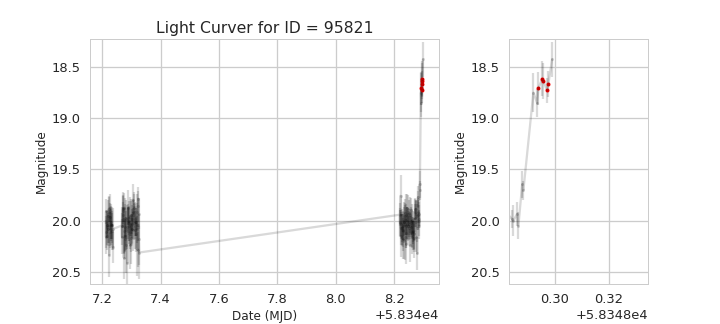 Light Curver for ID = 95821
Magnitude
18.5
19.0
19.5
20.0
20.5
7.2 7.4 7.6 7.8 8.0 8.2
Date (MJD)
+5.834e4
Magnitude
18.5
19.0
19.5
20.0
20.5
0.30 0.32
+5.8348e4